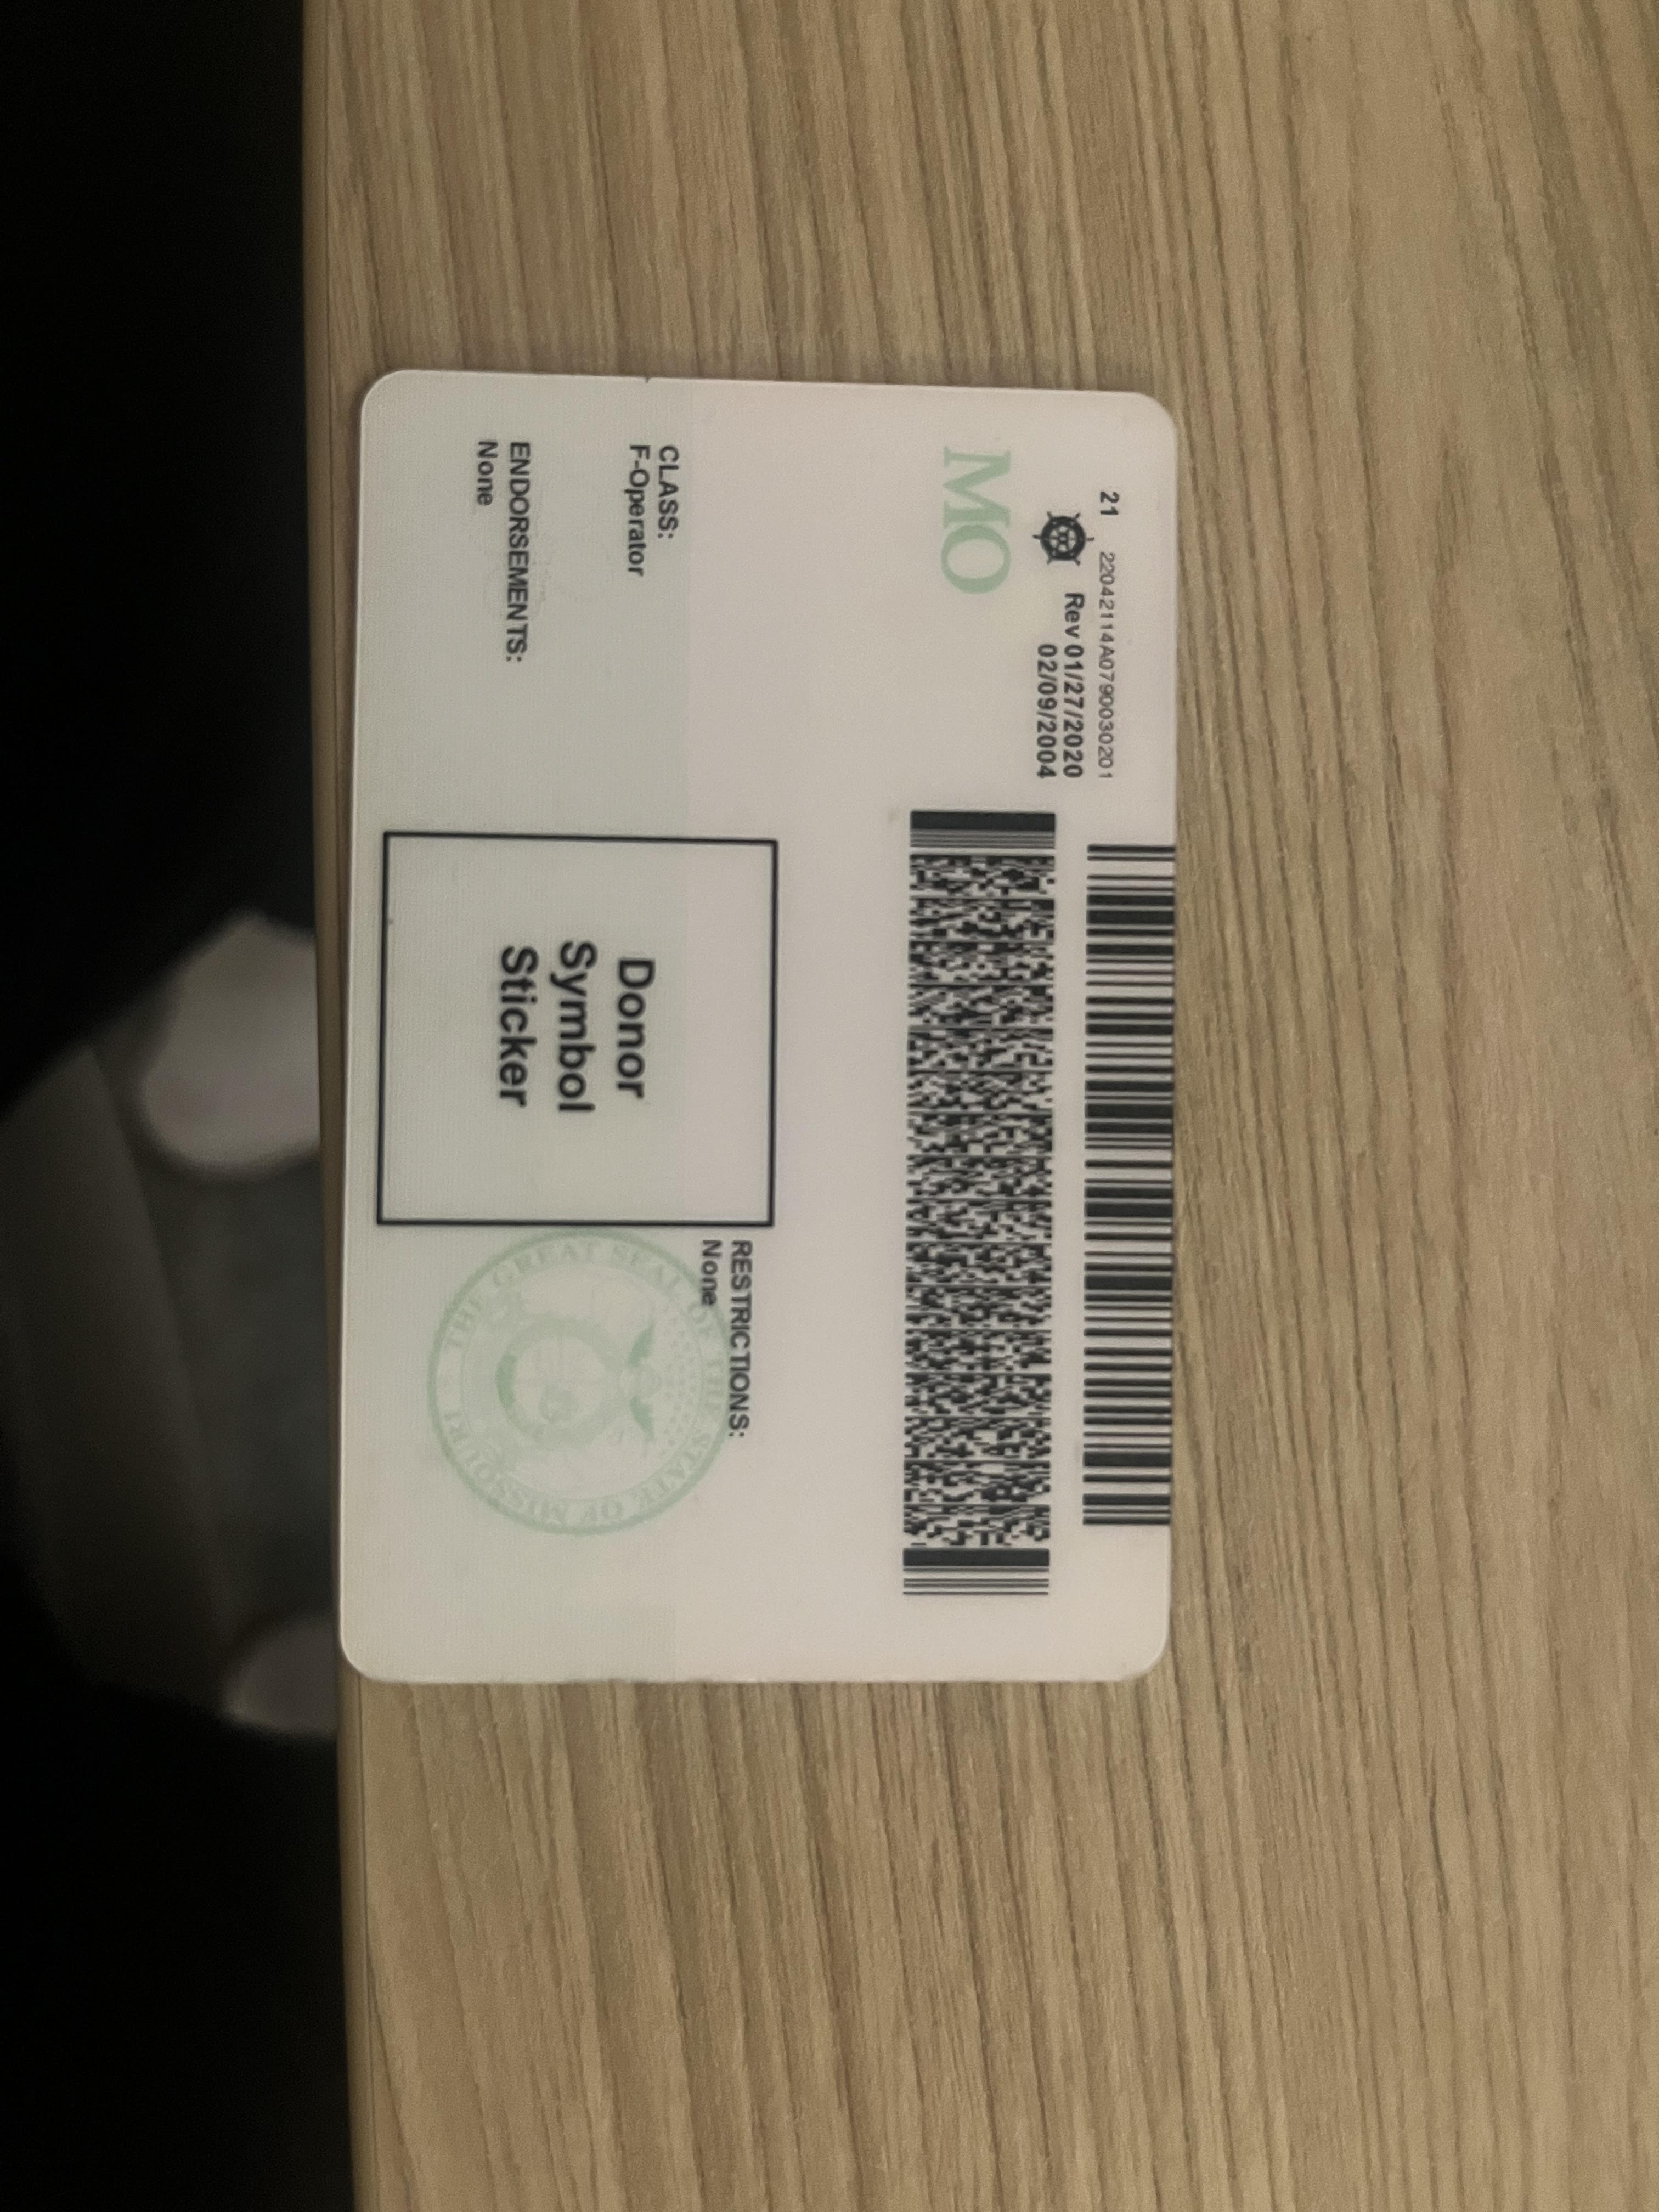 21 22042114A0790030201
Rev 01/27/2020
02/09/2004
MO
RESTRICTIONS:
None
CLASS:
F-Operator
ENDORSEMENTS:
None
Donor
Symbol
Sticker
THE GREAT SEAL OF THE STATE OF MISSOURI